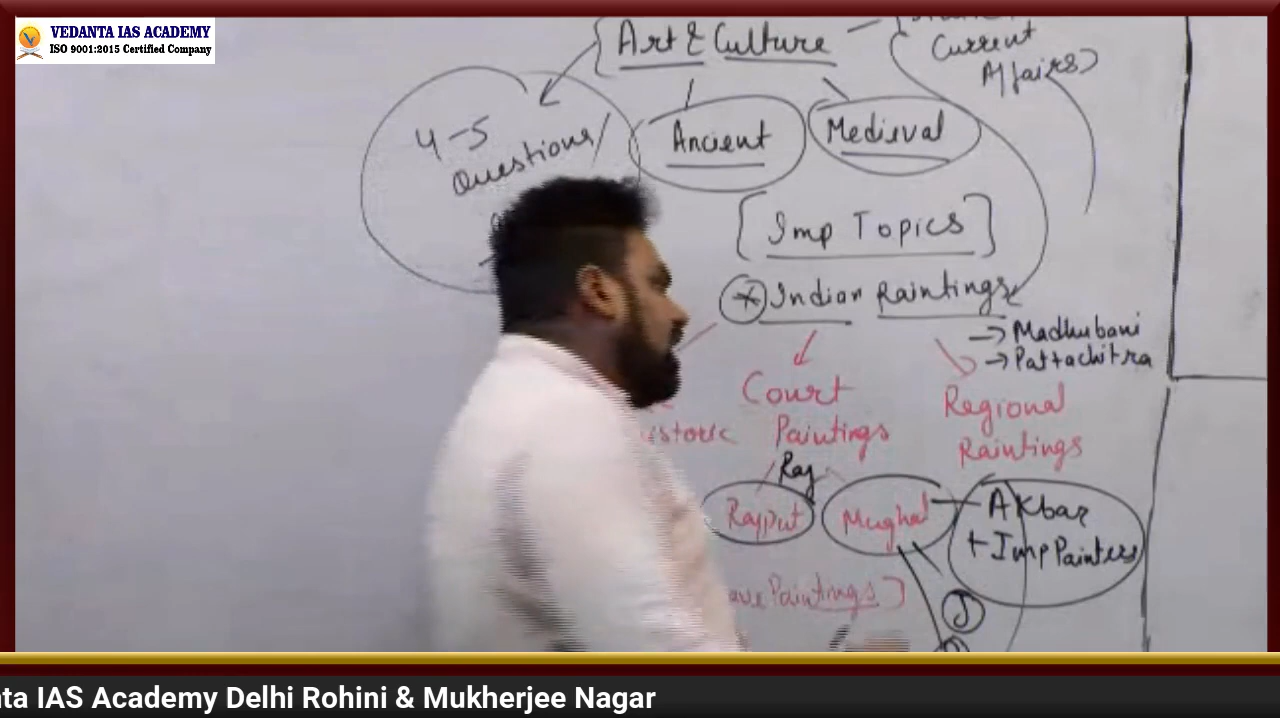 VEDANTA IAS ACADEMY
ISO 9001:2015 Certified Company
Art & Culture
Current
Affairs)
4-5
Questions/
Ancient
Medieval
[Imp Topics]
* Indian Paintings
→ Madhubani
→ Pattachitra
Court
Paintings
Regional
Paintings
Raj
Rajput
Mughal
Akbar
+ Imp Painters
Paintings]
J
IAS Academy Delhi Rohini & Mukherjee Nagar